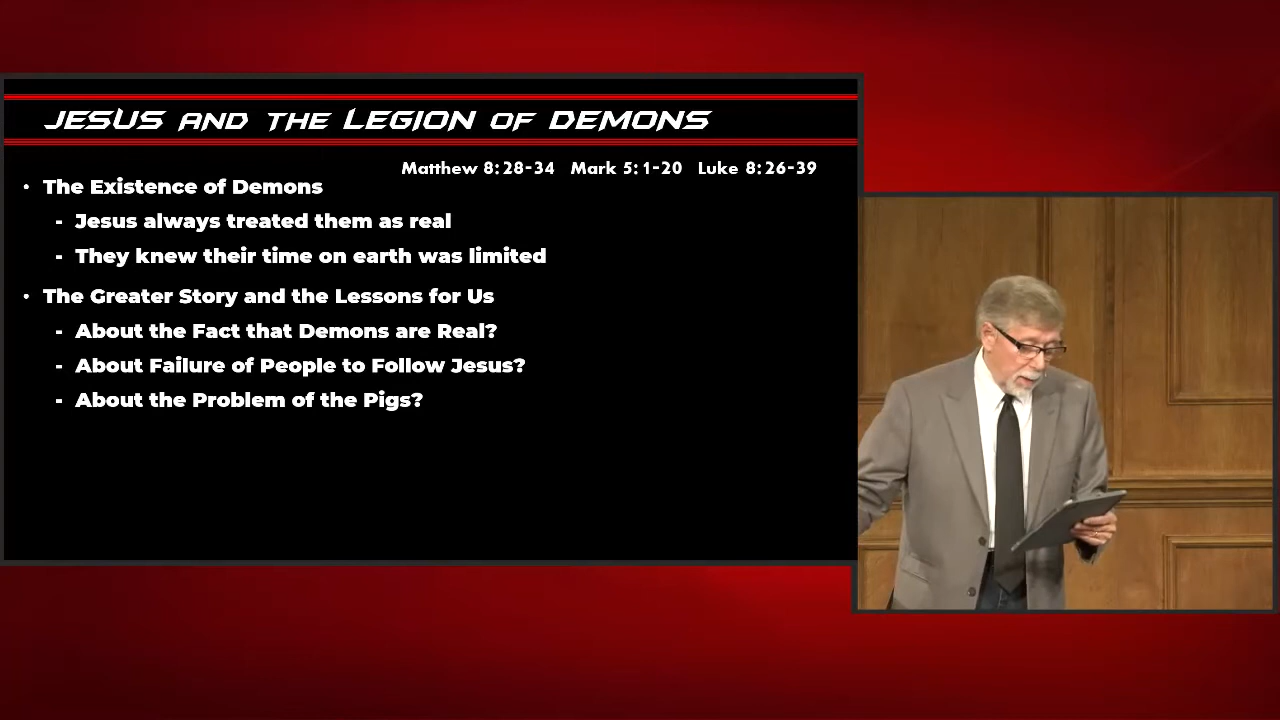 JESUS AND THE LEGION OF DEMONS
Matthew 8:28-34 Mark 5:1-20 Luke 8:26-39
• The Existence of Demons
- Jesus always treated them as real
- They knew their time on earth was limited
• The Greater Story and the Lessons for Us
- About the Fact that Demons are Real?
- About Failure of People to Follow Jesus?
- About the Problem of the Pigs?